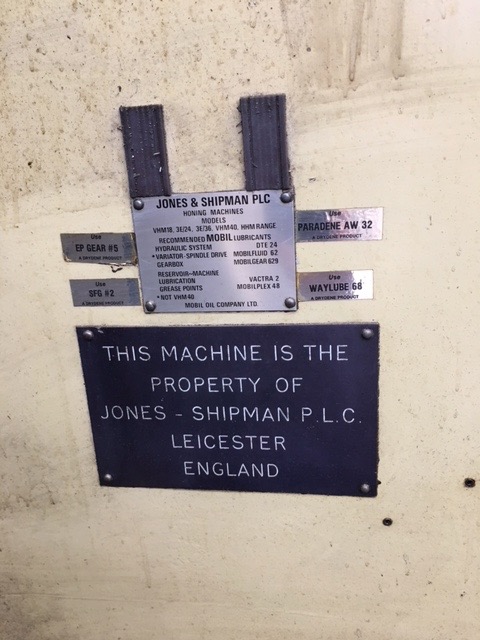 JONES & SHIPMAN PLC
HONING MACHINES
MODELS
VHM18, 3E/24, 3E/36, VHM40, HHM RANGE
RECOMMENDED MOBIL LUBRICANTS
HYDRAULIC SYSTEM DTE 24
*VARIATOR-SPINDLE DRIVE MOBILFLUID 62
GEARBOX MOBILGEAR 629
RESERVOIR-MACHINE
LUBRICATION VACTRA 2
GREASE POINTS MOBILPLEX 48
*NOT VHM40
MOBIL OIL COMPANY LTD.
Use
EP GEAR #5
A DRYDENE PRODUCT
Use
SFG #2
A DRYDENE PRODUCT
Use
PARADENE AW 32
A DRYDENE PRODUCT
Use
WAYLUBE 68
A DRYDENE PRODUCT
THIS MACHINE IS THE
PROPERTY OF
JONES - SHIPMAN P.L.C.
LEICESTER
ENGLAND